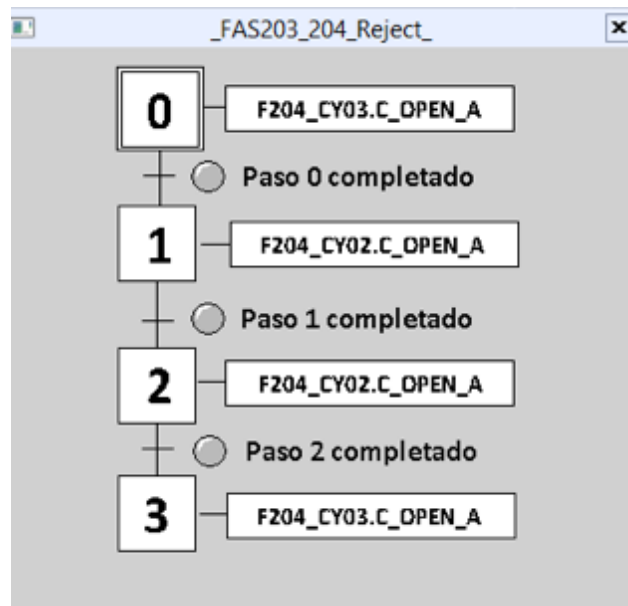 _FAS203_204_Reject_
0
F204_CY03.C_OPEN_A
Paso 0 completado
1
F204_CY02.C_OPEN_A
Paso 1 completado
2
F204_CY02.C_OPEN_A
Paso 2 completado
3
F204_CY03.C_OPEN_A